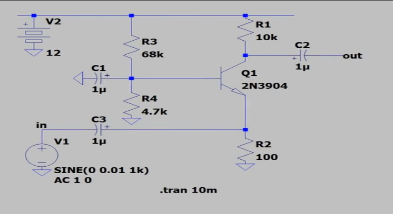 V2
12
R3
68k
R1
10k
C2
1µ
out
C1
1µ
Q1
2N3904
R4
4.7k
in
C3
1µ
V1
SINE(0 0.01 1k)
AC 1 0
R2
100
.tran 10m